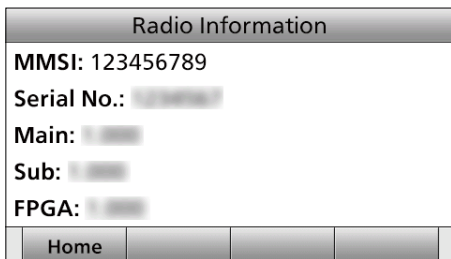 Radio Information
MMSI: 123456789
Serial No.:
Main:
Sub:
FPGA:
Home